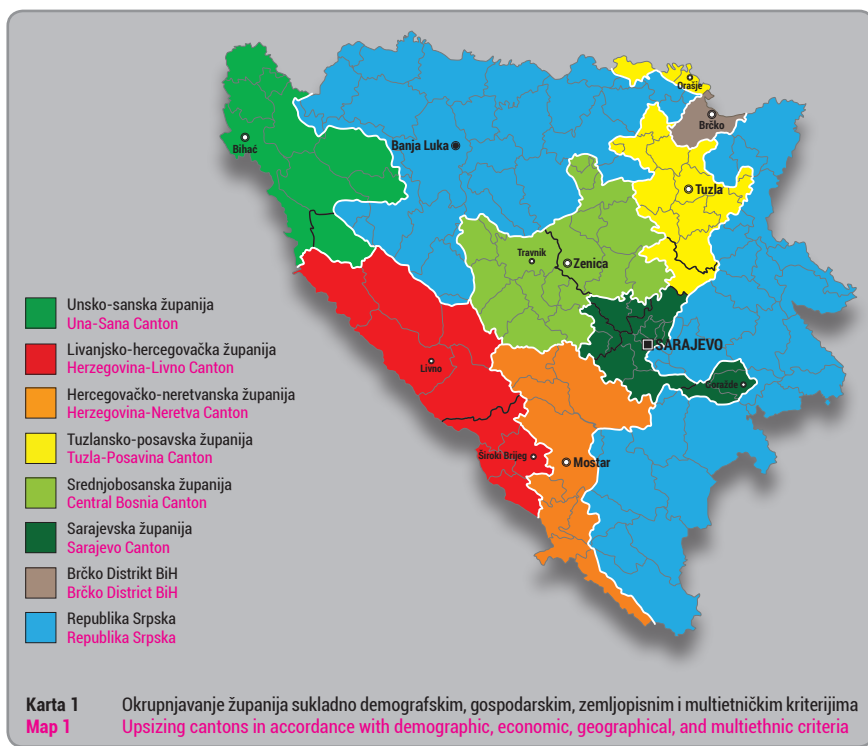 Orašje
Brčko
Bihać
Banja Luka
Tuzla
Travnik
Zenica
SARAJEVO
Goražde
Livno
Široki Brijeg
Mostar
Unsko-sanska županija
Una-Sana Canton
Livanjsko-hercegovačka županija
Herzegovina-Livno Canton
Hercegovačko-neretvanska županija
Herzegovina-Neretva Canton
Tuzlansko-posavska županija
Tuzla-Posavina Canton
Srednjobosanska županija
Central Bosnia Canton
Sarajevska županija
Sarajevo Canton
Brčko Distrikt BiH
Brčko District BiH
Republika Srpska
Republika Srpska
Karta 1 Okrupnjavanje županija sukladno demografskim, gospodarskim, zemljopisnim i multietničkim kriterijima
Map 1 Upsizing cantons in accordance with demographic, economic, geographical, and multiethnic criteria